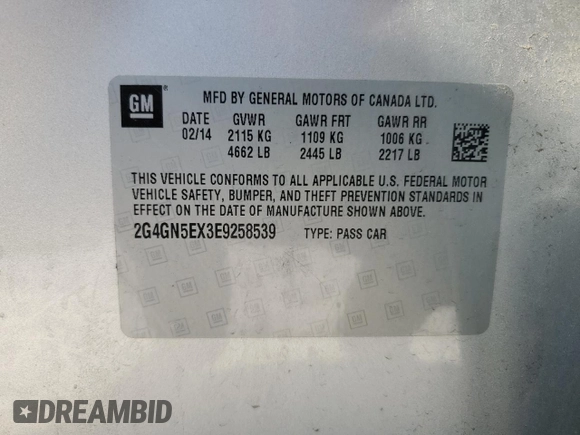 GM
MFD BY GENERAL MOTORS OF CANADA LTD.
DATE GVWR GAWR FRT GAWR RR
02/14 2115 KG 1109 KG 1006 KG
4662 LB 2445 LB 2217 LB
THIS VEHICLE CONFORMS TO ALL APPLICABLE U.S. FEDERAL MOTOR
VEHICLE SAFETY, BUMPER, AND THEFT PREVENTION STANDARDS IN
EFFECT ON THE DATE OF MANUFACTURE SHOWN ABOVE.
2G4GN5EX3E9258539 TYPE: PASS CAR
DREAMBID